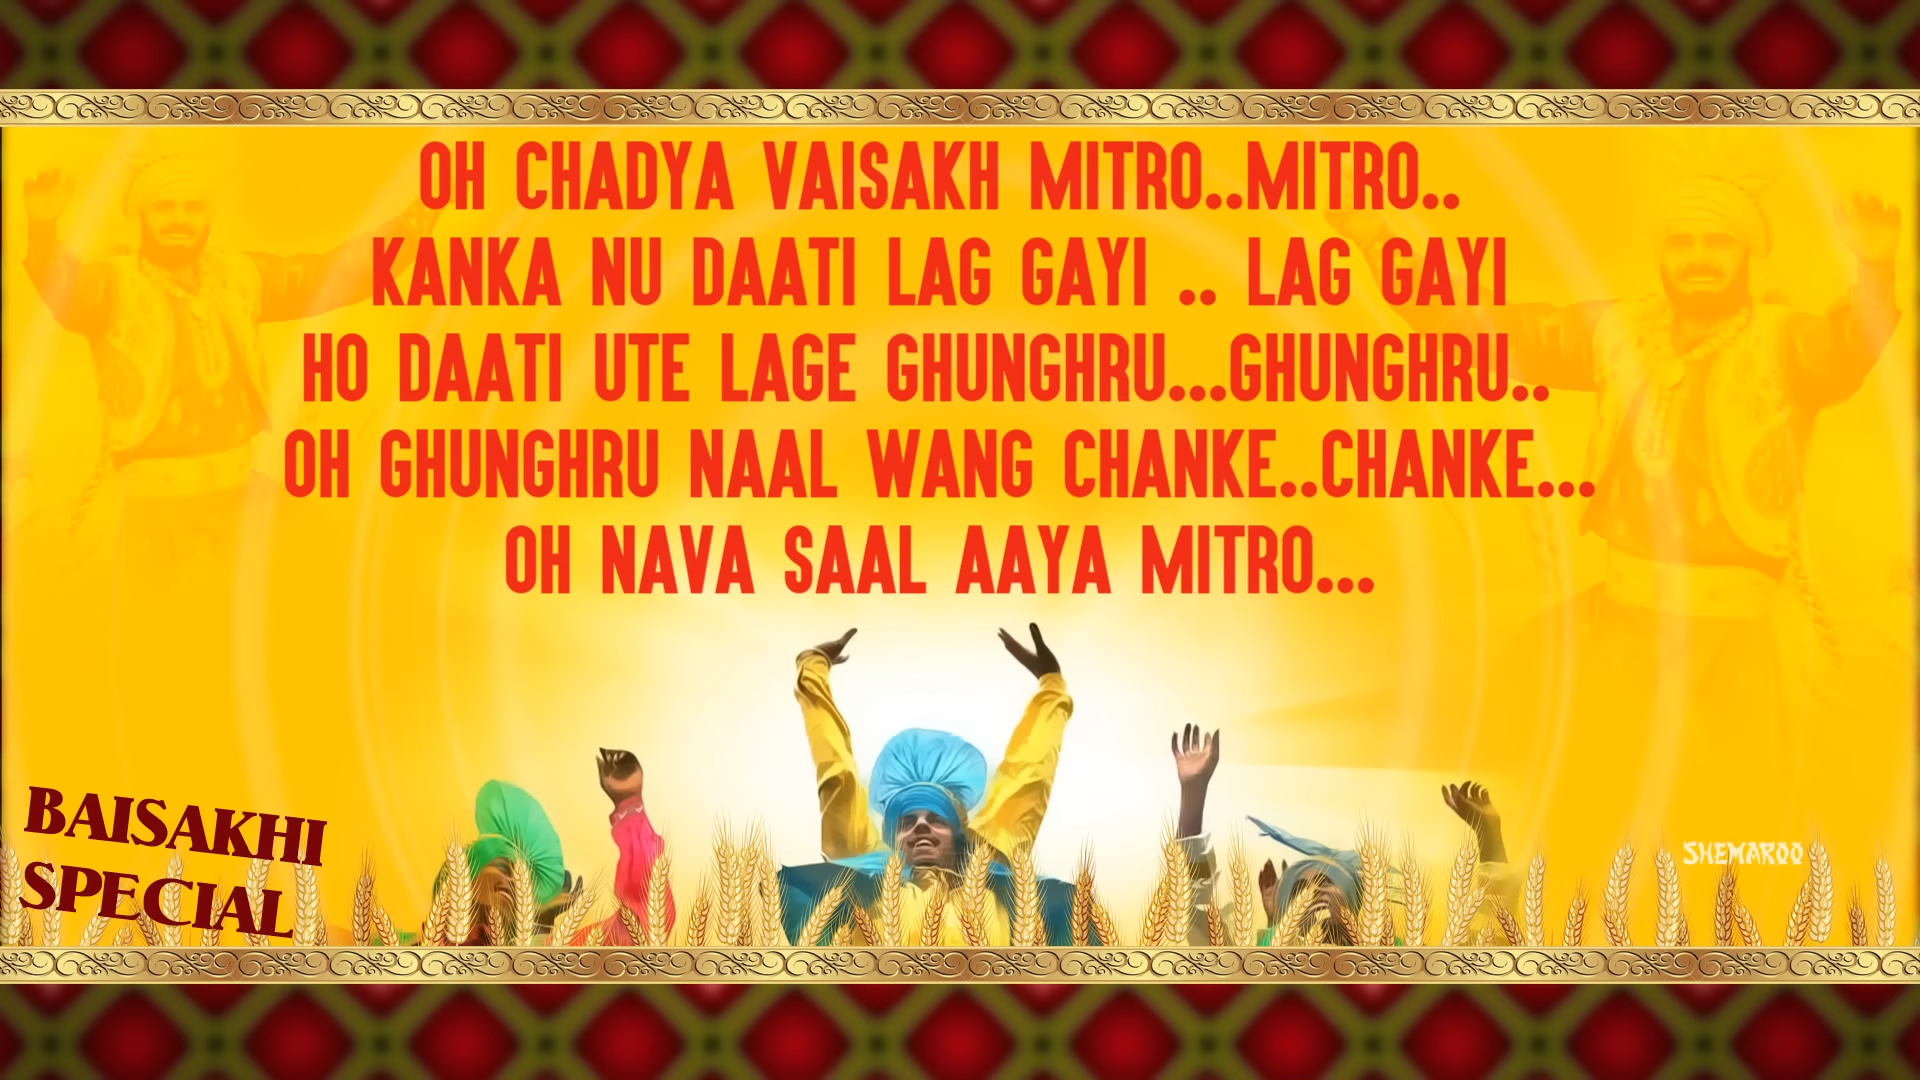 OH CHADYA VAISAKH MITRO..MITRO..
KANKA NU DAATI LAG GAYI .. LAG GAYI
HO DAATI UTE LAGE GHUNGHRU...GHUNGHRU..
OH GHUNGHRU NAAL WANG CHANKE..CHANKE...
OH NAVA SAAL AAYA MITRO...
BAISAKHI
SPECIAL
SHEMAROO